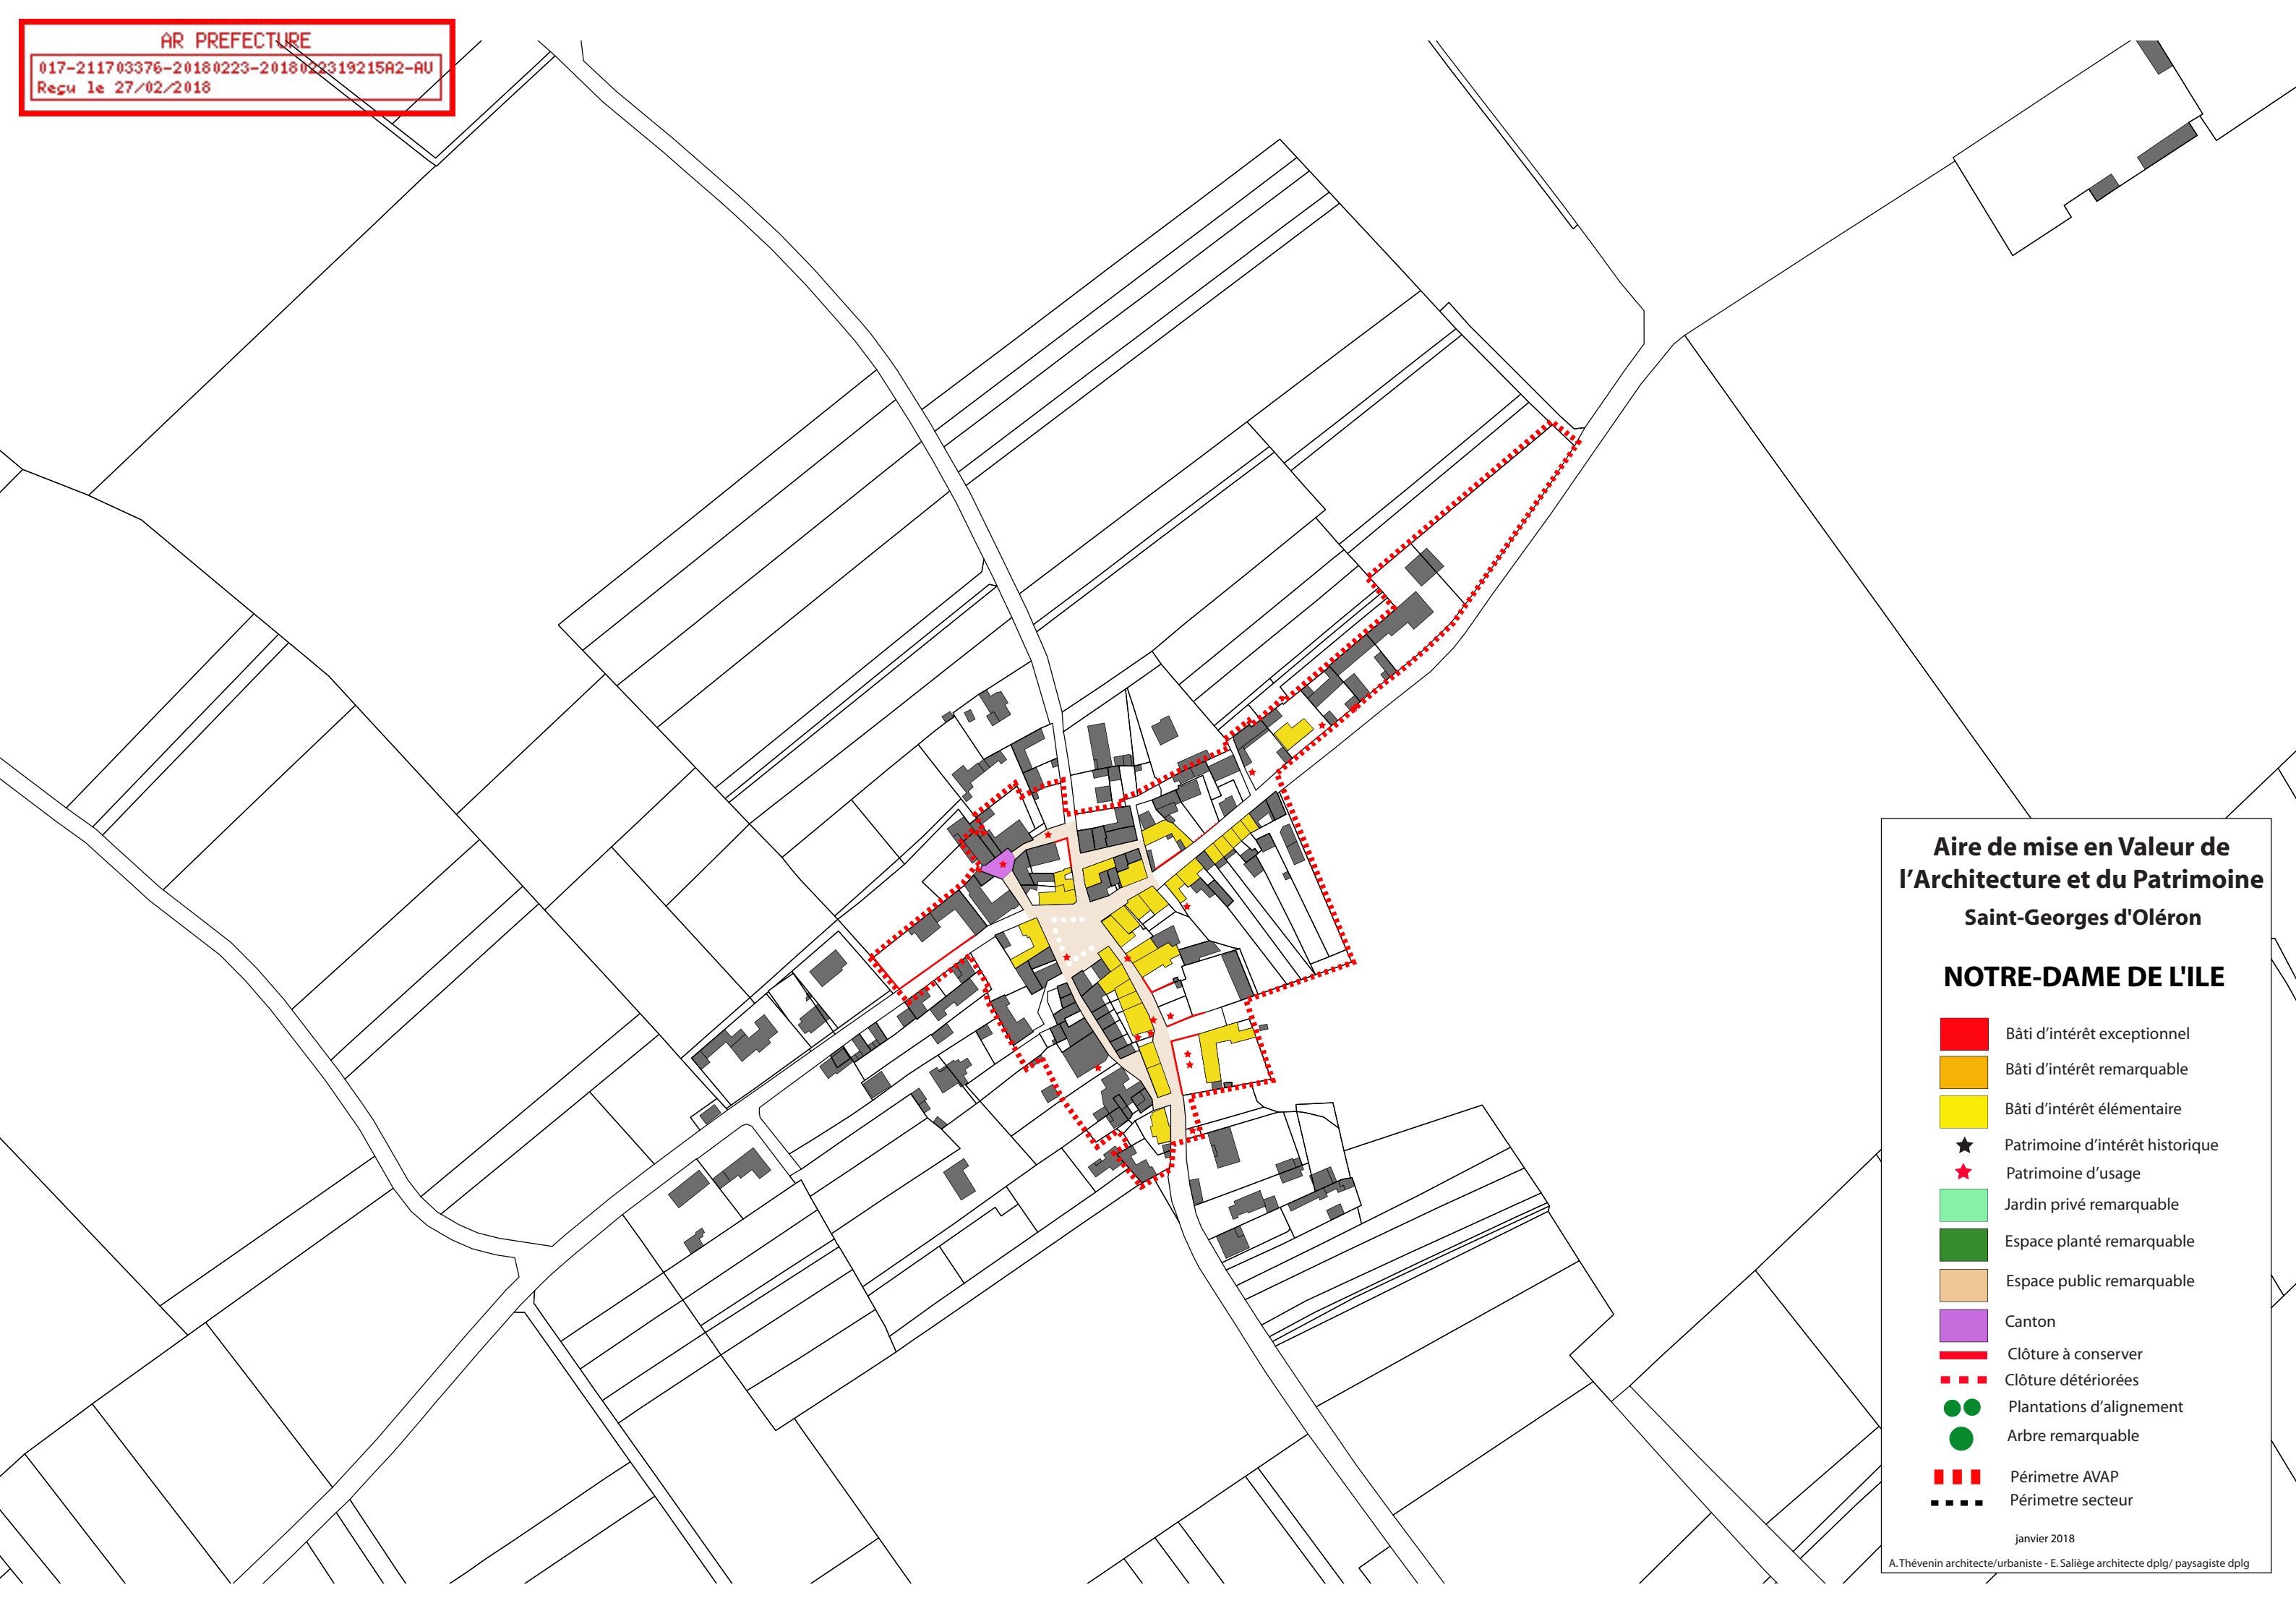 AR PREFECTURE
017-211703376-20180223-2018022319215A2-AU
Reçu le 27/02/2018
Aire de mise en Valeur de
l'Architecture et du Patrimoine
Saint-Georges d'Oléron
NOTRE-DAME DE L'ILE
Bâti d'intérêt exceptionnel
Bâti d'intérêt remarquable
Bâti d'intérêt élémentaire
Patrimoine d'intérêt historique
Patrimoine d'usage
Jardin privé remarquable
Espace planté remarquable
Espace public remarquable
Canton
Clôture à conserver
Clôture détériorées
Plantations d'alignement
Arbre remarquable
Périmetre AVAP
Périmetre secteur
janvier 2018
A. Thévenin architecte/urbaniste - E. Saliège architecte dplg/ paysagiste dplg